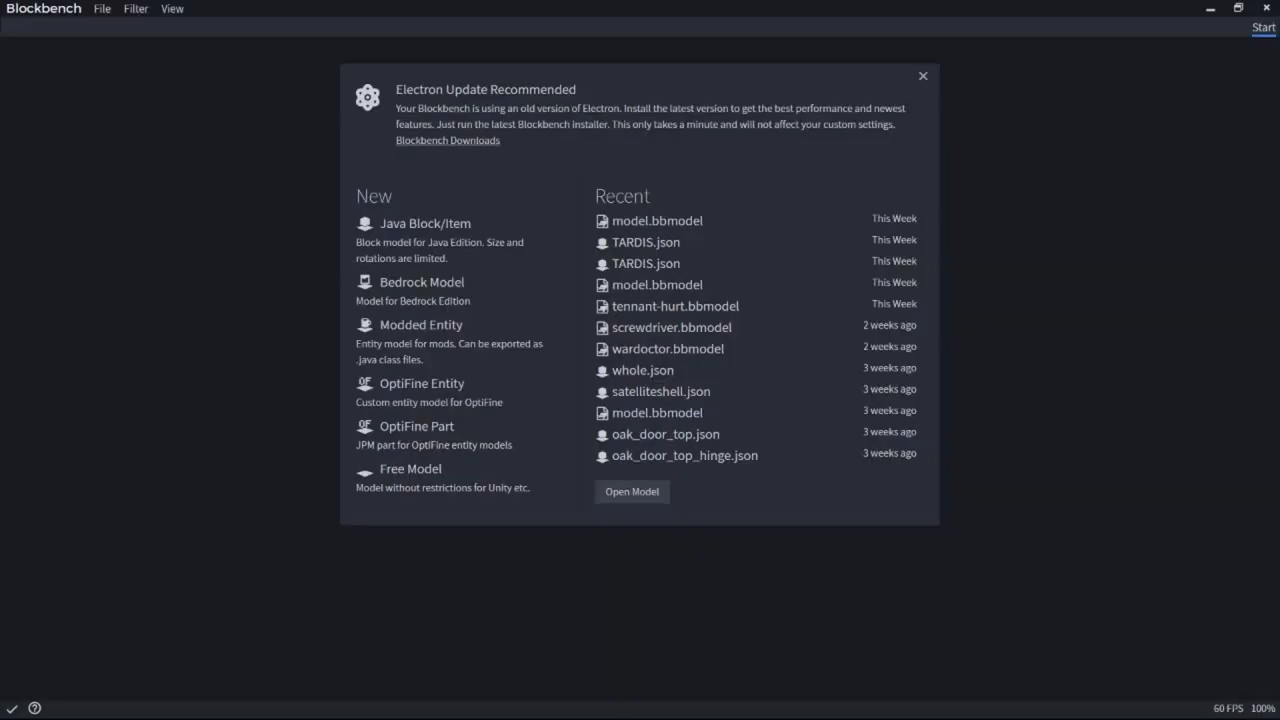 Blockbench File Filter View
Start
Electron Update Recommended
Your Blockbench is using an old version of Electron. Install the latest version to get the best performance and newest
features. Just run the latest Blockbench installer. This only takes a minute and will not affect your custom settings.
Blockbench Downloads
New
Java Block/Item
Block model for Java Edition. Size and
rotations are limited.
Bedrock Model
Model for Bedrock Edition
Modded Entity
Entity model for mods. Can be exported as
.java class files.
OptiFine Entity
Custom entity model for OptiFine
OptiFine Part
JPM part for OptiFine entity models
Free Model
Model without restrictions for Unity etc.
Recent
model.bbmodel This Week
TARDIS.json This Week
TARDIS.json This Week
model.bbmodel This Week
tennant-hurt.bbmodel This Week
screwdriver.bbmodel 2 weeks ago
wardoctor.bbmodel 2 weeks ago
whole.json 3 weeks ago
satelliteshell.json 3 weeks ago
model.bbmodel 3 weeks ago
oak_door_top.json 3 weeks ago
oak_door_top_hinge.json 3 weeks ago
Open Model
60 FPS 100%